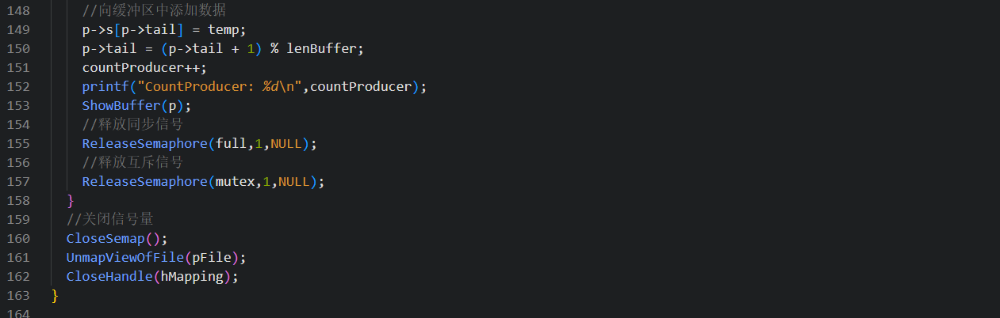 148 //向缓冲区中添加数据
149 p->s[p->tail] = temp;
150 p->tail = (p->tail + 1) % lenBuffer;
151 countProducer++;
152 printf("CountProducer: %d\n",countProducer);
153 ShowBuffer(p);
154 //释放同步信号
155 ReleaseSemaphore(full,1,NULL);
156 //释放互斥信号
157 ReleaseSemaphore(mutex,1,NULL);
158 }
159 //关闭信号量
160 CloseSemap();
161 UnmapViewOfFile(pFile);
162 CloseHandle(hMapping);
163 }
164